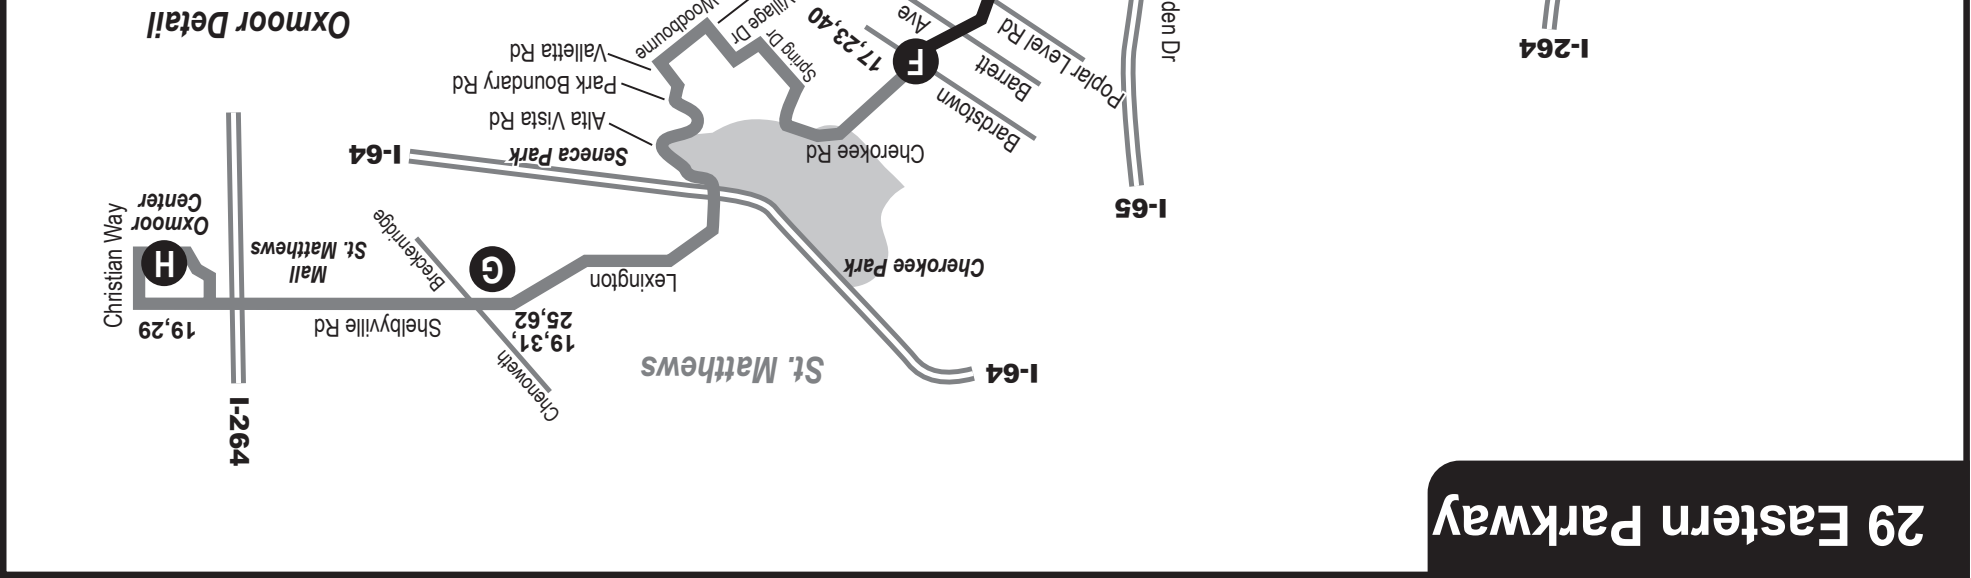 29 Eastern Parkway
I-264
I-64
St. Matthews
Chenoweth
19,31,
25,62
Shelbyville Rd
19,29
Christian Way
Lexington
G
H
Cherokee Park
St. Matthews
Mall
Breckenridge
Oxmoor
Center
I-65
I-64
Seneca Park
Cherokee Rd
Alta Vista Rd
Park Boundary Rd
Valletta Rd
Woodbourne
Village Dr
Spring Dr
Bardstown
F
17,23,40
Barrett
Ave
Poplar Level Rd
den Dr
I-264
Oxmoor Detail